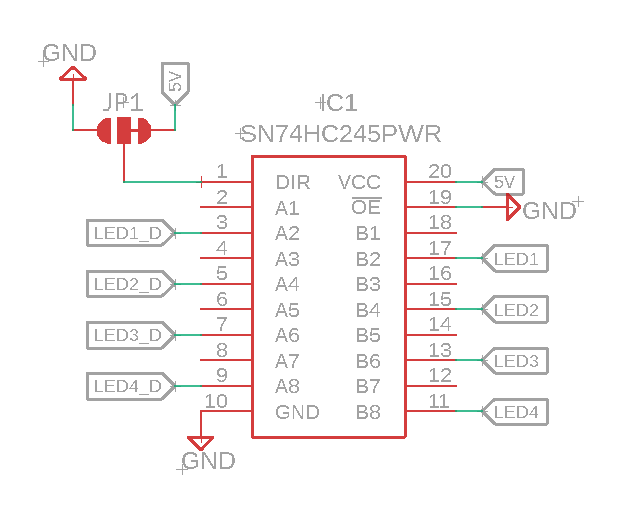 GND
5V
JP1
IC1
SN74HC245PWR
1 DIR VCC 20 5V
2 A1 OE 19 GND
LED1_D 3 A2 B1 18
4 A3 B2 17 LED1
LED2_D 5 A4 B3 16
6 A5 B4 15 LED2
LED3_D 7 A6 B5 14
8 A7 B6 13 LED3
LED4_D 9 A8 B7 12
10 GND B8 11 LED4
GND